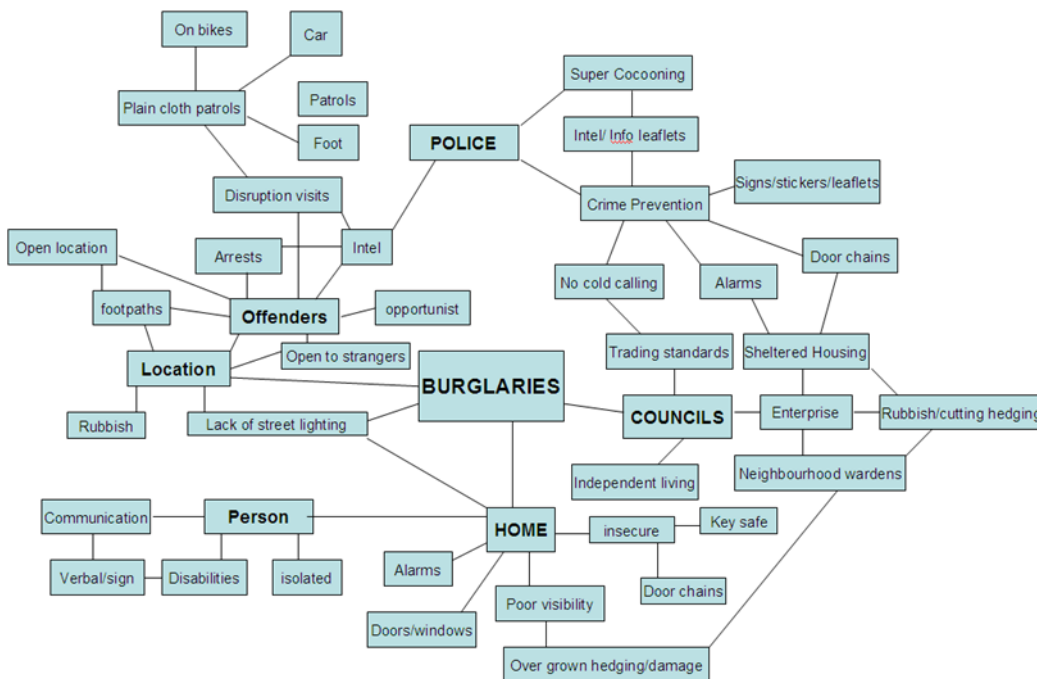 On bikes
Car
Super Cocooning
Plain cloth patrols
Patrols
Intel/ Info leaflets
Foot
POLICE
Signs/stickers/leaflets
Disruption visits
Crime Prevention
Open location
Arrests
Intel
Door chains
No cold calling
Alarms
footpaths
Offenders
opportunist
Open to strangers
Trading standards
Sheltered Housing
Location
BURGLARIES
Rubbish
Lack of street lighting
COUNCILS
Enterprise
Rubbish/cutting hedging
Independent living
Neighbourhood wardens
Communication
Person
HOME
insecure
Key safe
Verbal/sign
Disabilities
isolated
Alarms
Door chains
Poor visibility
Doors/windows
Over grown hedging/damage